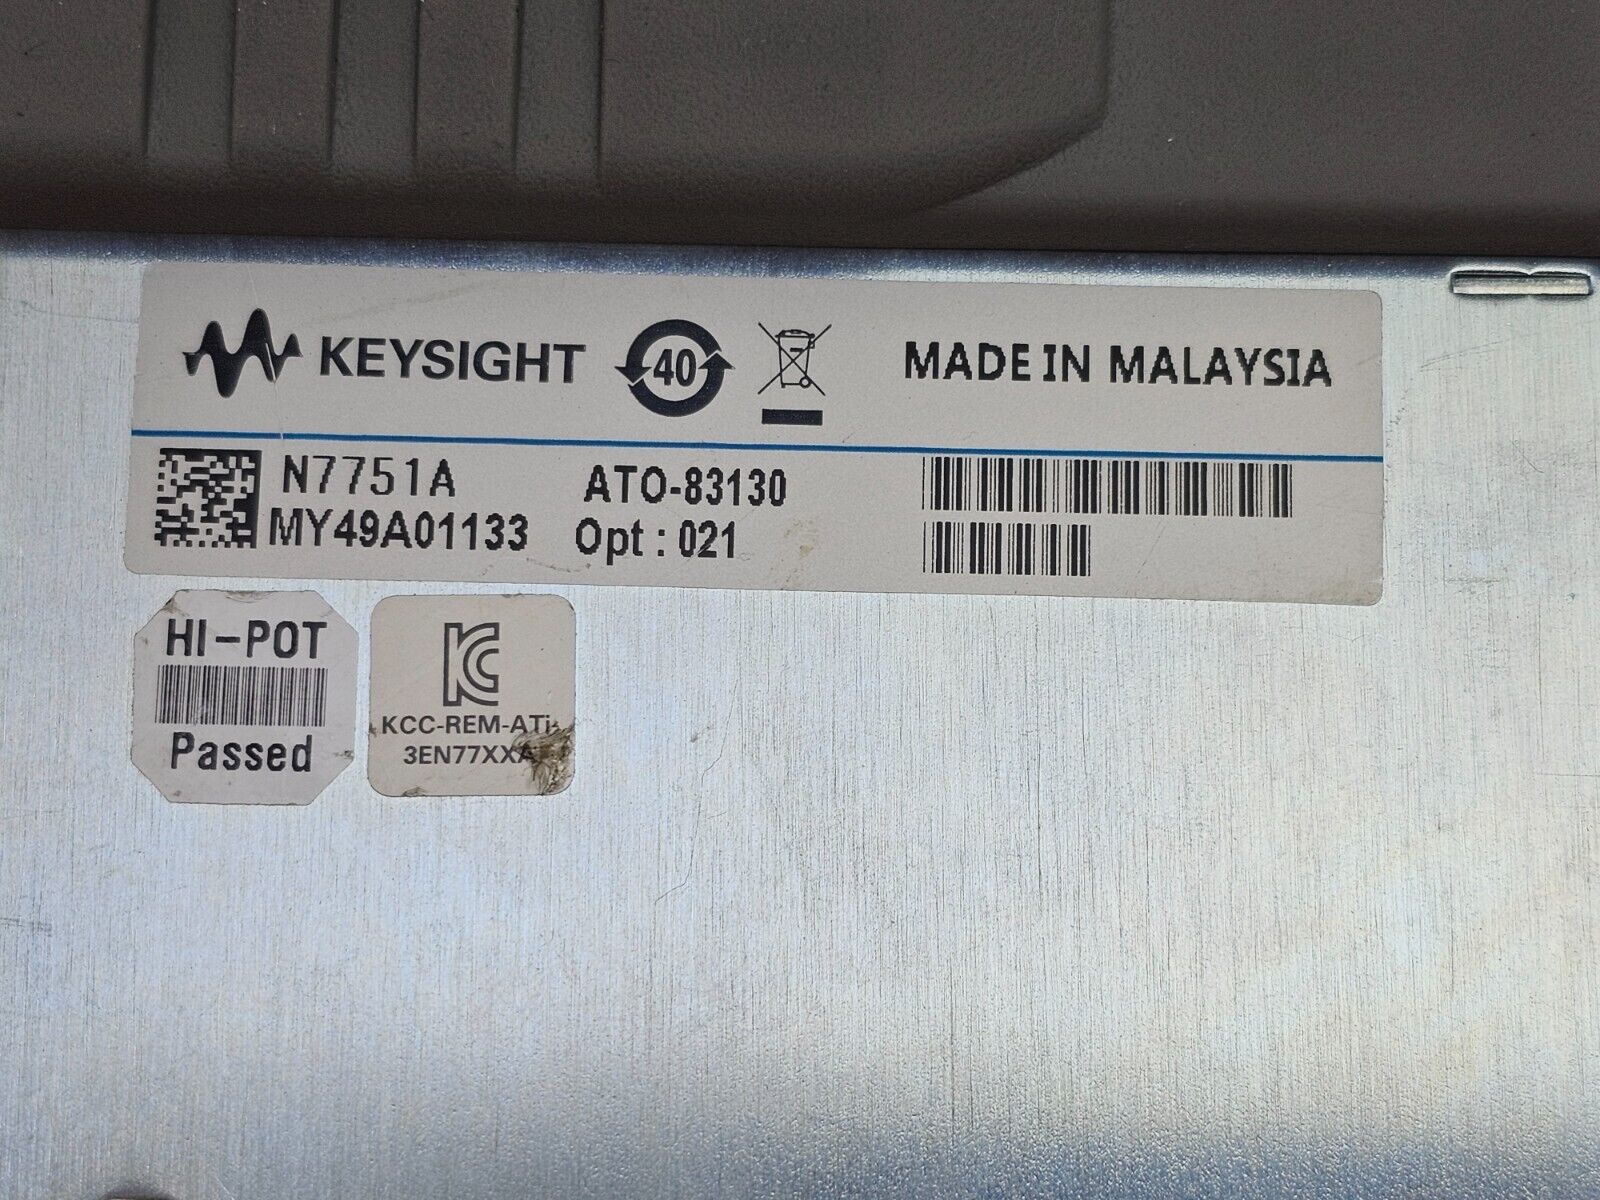 KEYSIGHT 40 MADE IN MALAYSIA
N7751A ATO-83130
MY49A01133 Opt : 021
HI-POT
Passed
KCC-REM-ATi-
3EN77XXA